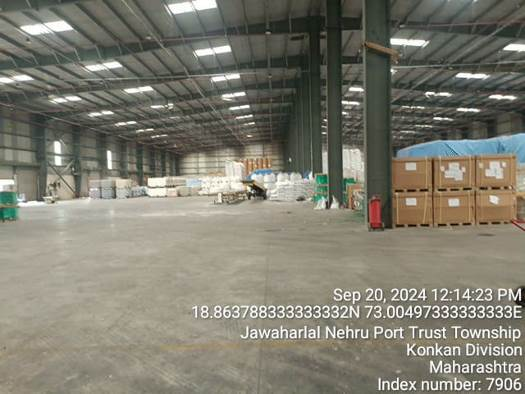 Sep 20, 2024 12:14:23 PM
18.863788333333332N 73.00497333333333E
Jawaharlal Nehru Port Trust Township
Konkan Division
Maharashtra
Index number: 7906